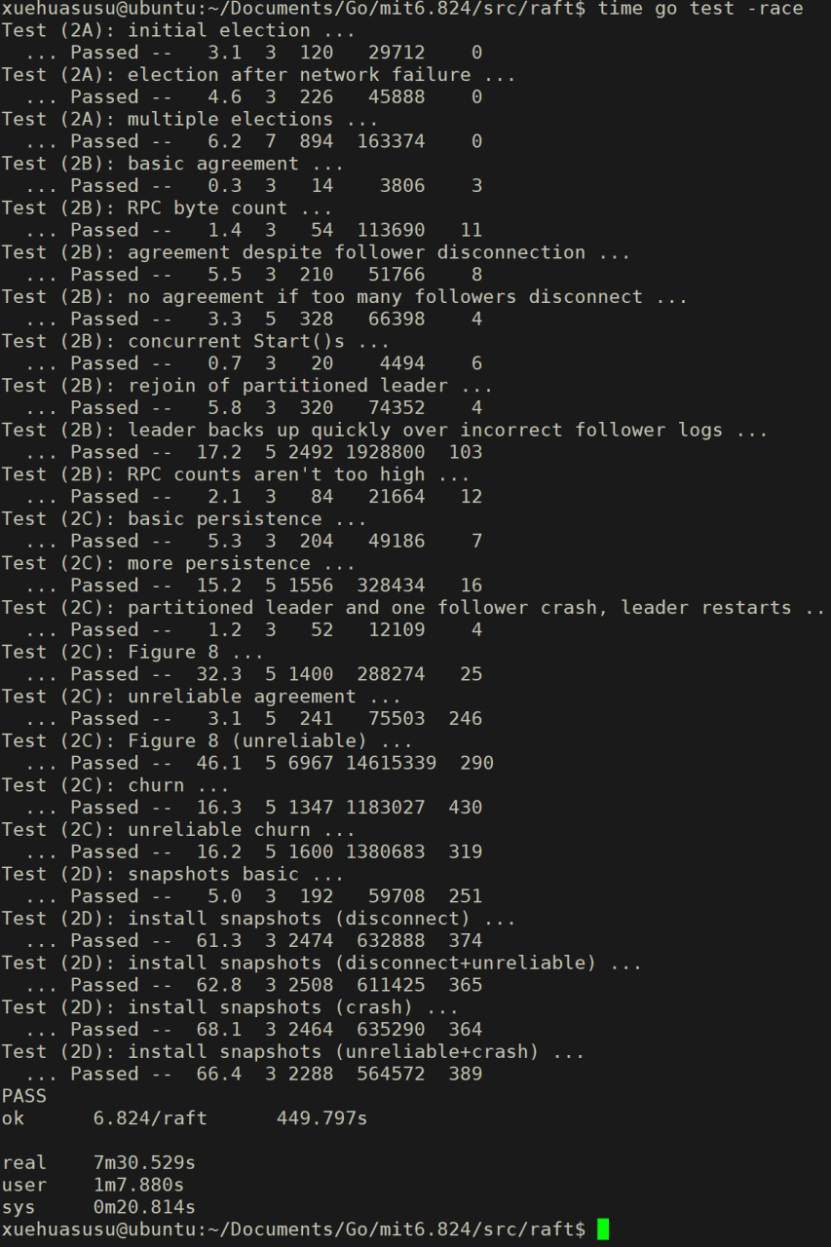 xuehuasusu@ubuntu:~/Documents/Go/mit6.824/src/raft$ time go test -race
Test (2A): initial election ...
  ... Passed --   3.1  3  120   29712    0
Test (2A): election after network failure ...
  ... Passed --   4.6  3  226   45888    0
Test (2A): multiple elections ...
  ... Passed --   6.2  7  894  163374    0
Test (2B): basic agreement ...
  ... Passed --   0.3  3   14    3806    3
Test (2B): RPC byte count ...
  ... Passed --   1.4  3   54  113690   11
Test (2B): agreement despite follower disconnection ...
  ... Passed --   5.5  3  210   51766    8
Test (2B): no agreement if too many followers disconnect ...
  ... Passed --   3.3  5  328   66398    4
Test (2B): concurrent Start()s ...
  ... Passed --   0.7  3   20    4494    6
Test (2B): rejoin of partitioned leader ...
  ... Passed --   5.8  3  320   74352    4
Test (2B): leader backs up quickly over incorrect follower logs ...
  ... Passed --  17.2  5 2492 1928800  103
Test (2B): RPC counts aren't too high ...
  ... Passed --   2.1  3   84   21664   12
Test (2C): basic persistence ...
  ... Passed --   5.3  3  204   49186    7
Test (2C): more persistence ...
  ... Passed --  15.2  5 1556  328434   16
Test (2C): partitioned leader and one follower crash, leader restarts ..
  ... Passed --   1.2  3   52   12109    4
Test (2C): Figure 8 ...
  ... Passed --  32.3  5 1400  288274   25
Test (2C): unreliable agreement ...
  ... Passed --   3.1  5  241   75503  246
Test (2C): Figure 8 (unreliable) ...
  ... Passed --  46.1  5 6967 14615339  290
Test (2C): churn ...
  ... Passed --  16.3  5 1347 1183027  430
Test (2C): unreliable churn ...
  ... Passed --  16.2  5 1600 1380683  319
Test (2D): snapshots basic ...
  ... Passed --   5.0  3  192   59708  251
Test (2D): install snapshots (disconnect) ...
  ... Passed --  61.3  3 2474  632888  374
Test (2D): install snapshots (disconnect+unreliable) ...
  ... Passed --  62.8  3 2508  611425  365
Test (2D): install snapshots (crash) ...
  ... Passed --  68.1  3 2464  635290  364
Test (2D): install snapshots (unreliable+crash) ...
  ... Passed --  66.4  3 2288  564572  389
PASS
ok      6.824/raft      449.797s

real    7m30.529s
user    1m7.880s
sys     0m20.814s
xuehuasusu@ubuntu:~/Documents/Go/mit6.824/src/raft$